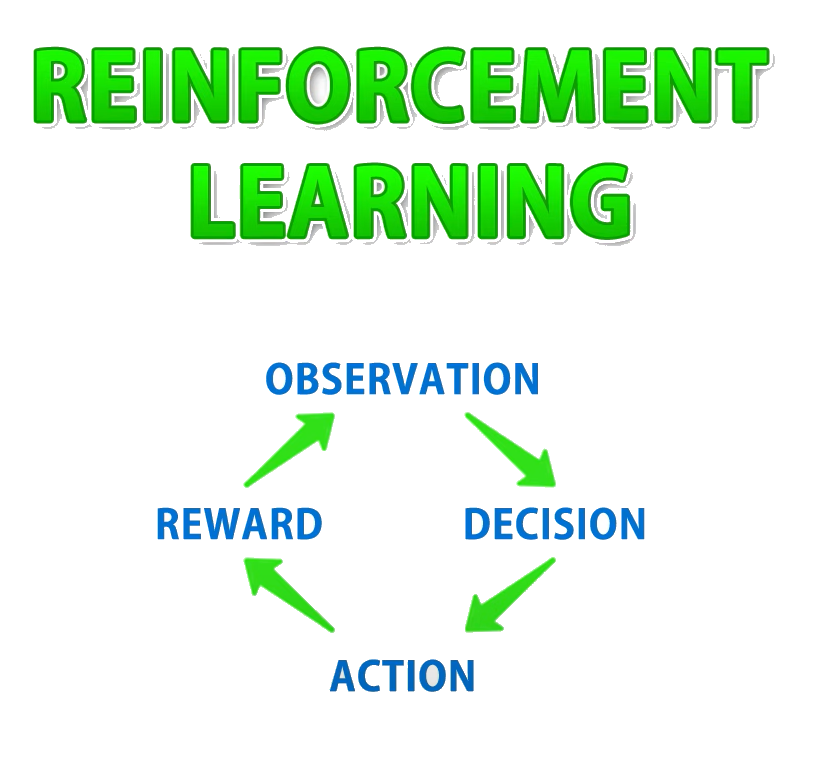 REINFORCEMENT
LEARNING
OBSERVATION
REWARD
DECISION
ACTION